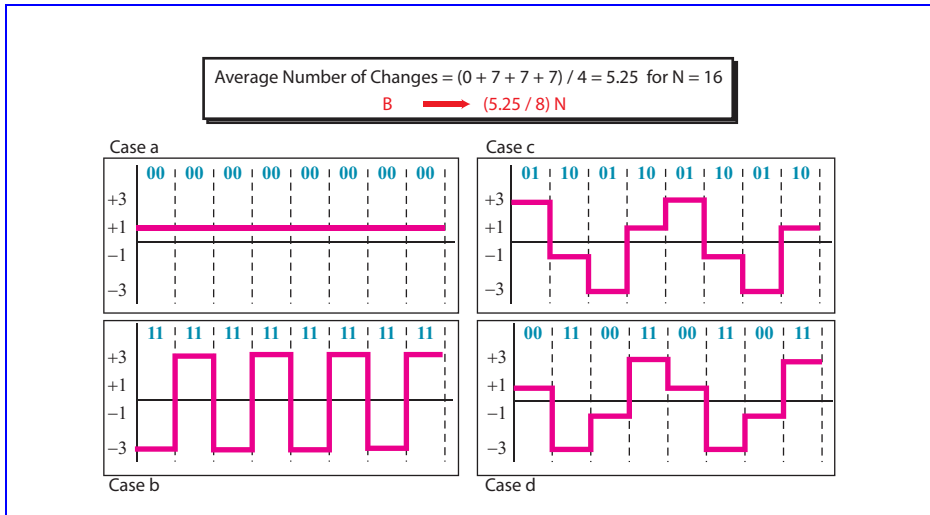 Average Number of Changes = (0 + 7 + 7 + 7) / 4 = 5.25 for N = 16
B (5.25 / 8) N
Case a
00 00 00 00 00 00 00 00
+3
+1
−1
−3
Case c
01 10 01 10 01 10 01 10
+3
+1
−1
−3
11 11 11 11 11 11 11 11
+3
+1
−1
−3
Case b
00 11 00 11 00 11 00 11
+3
+1
−1
−3
Case d